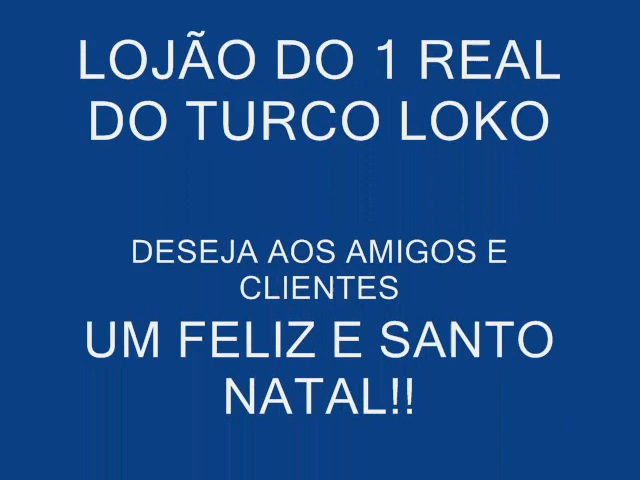 LOJÃO DO 1 REAL
DO TURCO LOKO
DESEJA AOS AMIGOS E
CLIENTES
UM FELIZ E SANTO
NATAL!!